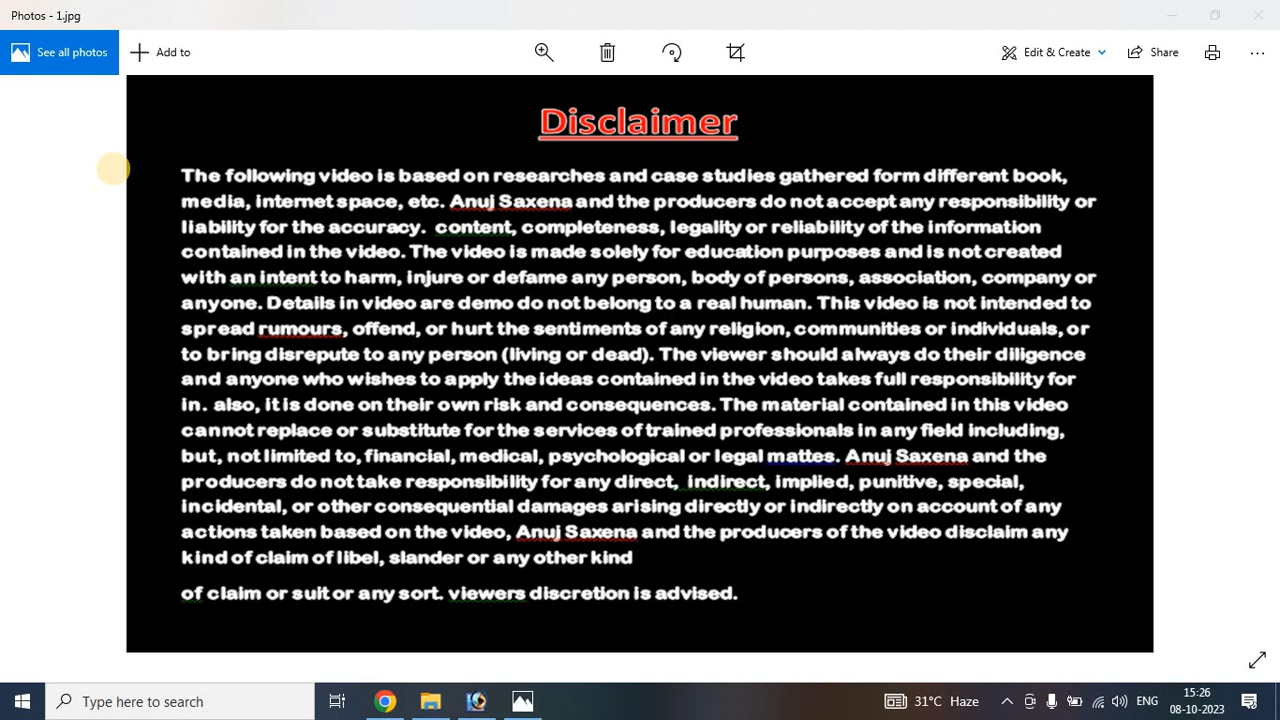 Photos - 1.jpg
See all photos
Add to
Edit & Create
Share
Disclaimer
The following video is based on researches and case studies gathered form different book,
media, internet space, etc. Anuj Saxena and the producers do not accept any responsibility or
liability for the accuracy. content, completeness, legality or reliability of the information
contained in the video. The video is made solely for education purposes and is not created
with an intent to harm, injure or defame any person, body of persons, association, company or
anyone. Details in video are demo do not belong to a real human. This video is not intended to
spread rumours, offend, or hurt the sentiments of any religion, communities or individuals, or
to bring disrepute to any person (living or dead). The viewer should always do their diligence
and anyone who wishes to apply the ideas contained in the video takes full responsibility for
in. also, it is done on their own risk and consequences. The material contained in this video
cannot replace or substitute for the services of trained professionals in any field including,
but, not limited to, financial, medical, psychological or legal mattes. Anuj Saxena and the
producers do not take responsibility for any direct, indirect, implied, punitive, special,
incidental, or other consequential damages arising directly or indirectly on account of any
actions taken based on the video, Anuj Saxena and the producers of the video disclaim any
kind of claim of libel, slander or any other kind
of claim or suit or any sort. viewers discretion is advised.
Type here to search
31°C Haze
ENG
15:26
08-10-2023